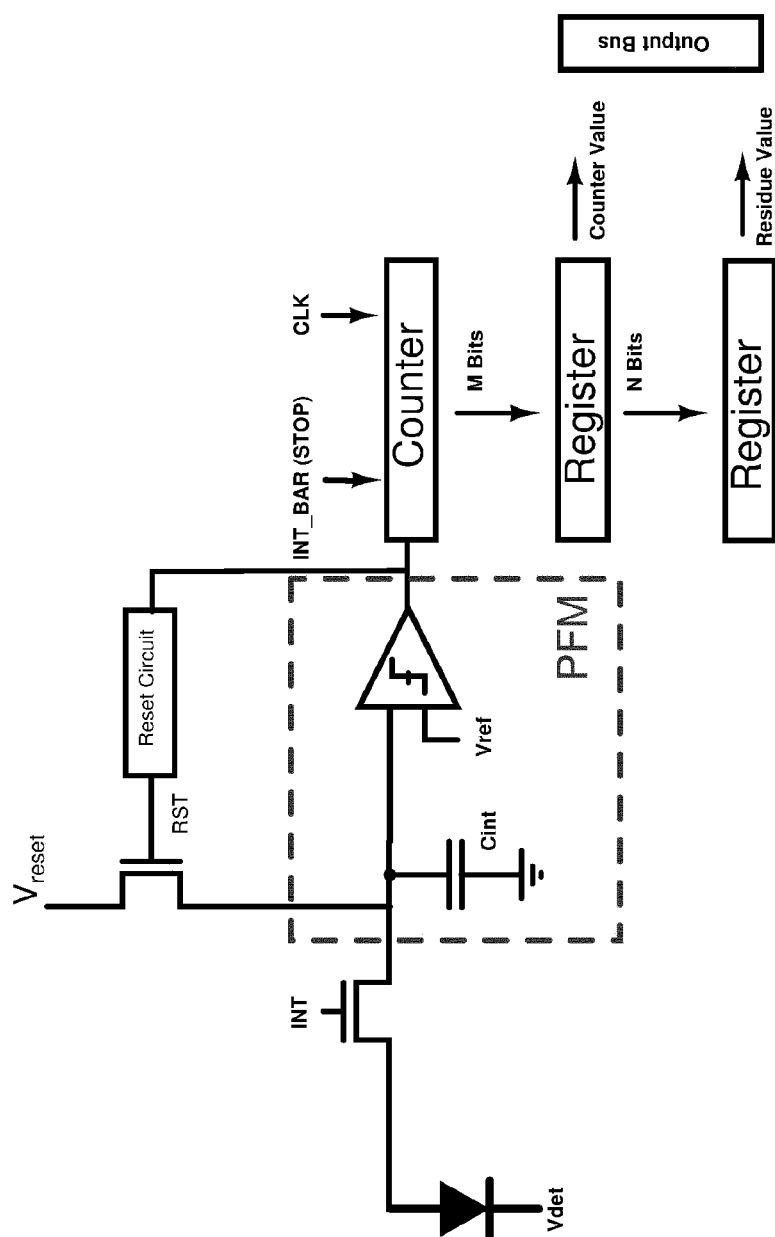 Vreset
RST
Reset Circuit
INT_BAR (STOP)
CLK
INT
Vdet
Cint
Vref
PFM
Counter
M Bits
Register
Counter Value
N Bits
Register
Residue Value
Output Bus